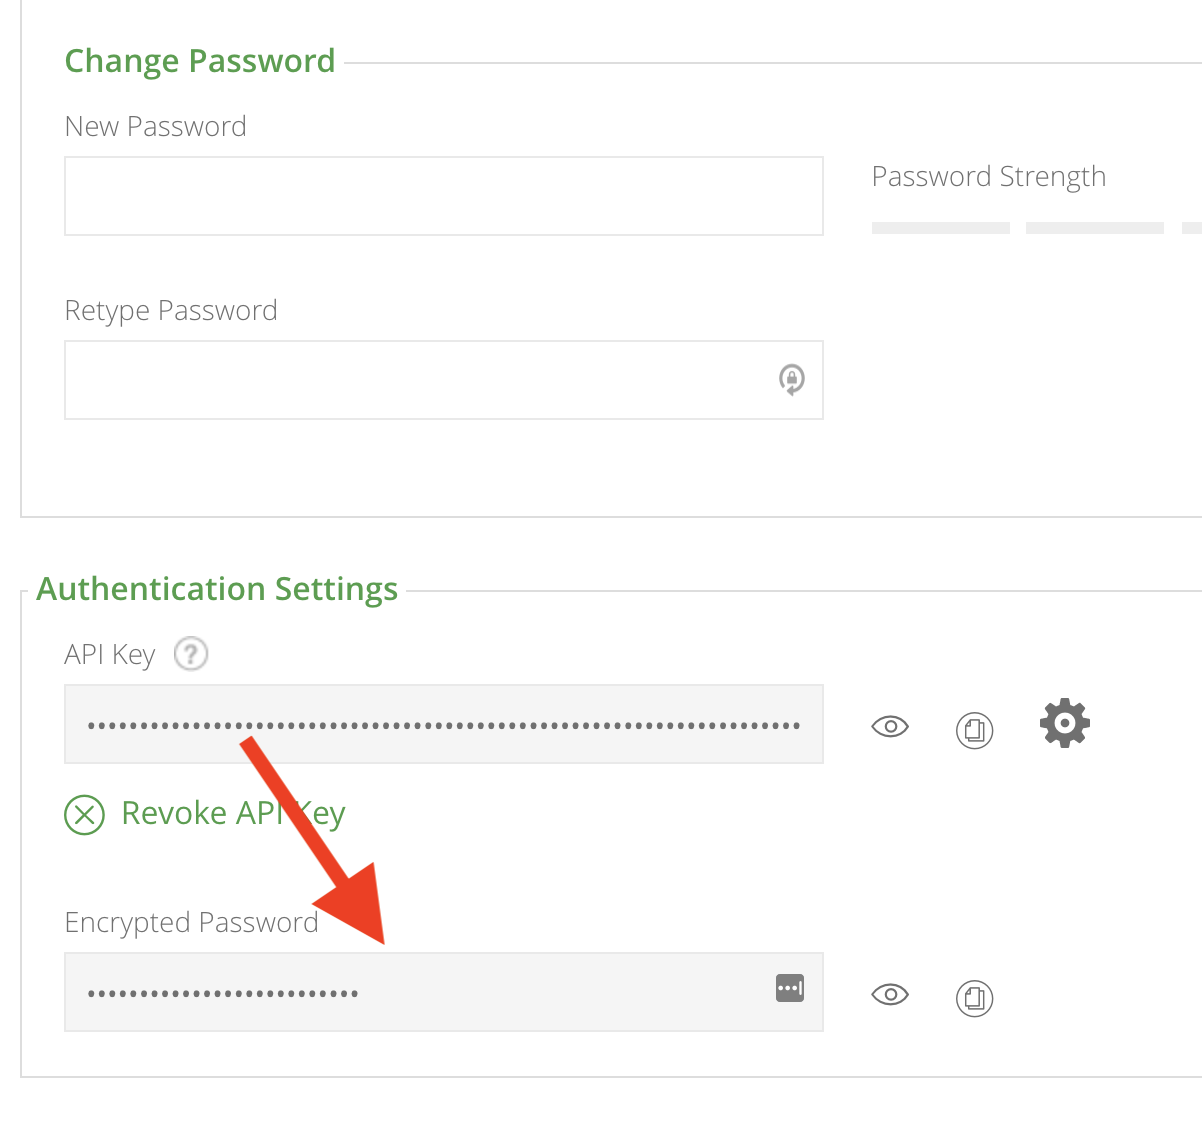 Change Password
New Password
Password Strength
Retype Password
Authentication Settings
API Key ?
••••••••••••••••••••••••••••••••••••••••••••••••••••••••••••••••••••
Revoke API Key
Encrypted Password
••••••••••••••••••••••••••